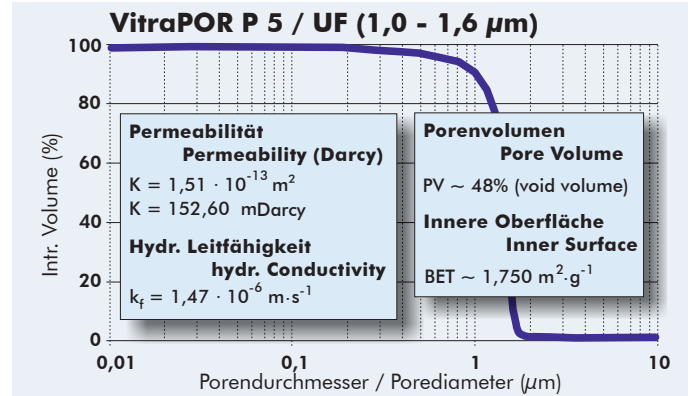 VitraPOR P 5 / UF (1,0 - 1,6 µm)
Intr. Volume (%)
100
80
60
40
20
0
Permeabilität
Permeability (Darcy)
K = 1,51 · 10⁻¹³ m²
K = 152,60 mDarcy
Hydr. Leitfähigkeit
hydr. Conductivity
k_f = 1,47 · 10⁻⁶ m·s⁻¹
Porenvolumen
Pore Volume
PV ~ 48% (void volume)
Innere Oberfläche
Inner Surface
BET ~ 1,750 m²·g⁻¹
0,01 0,1 1 10
Porendurchmesser / Porediameter (µm)